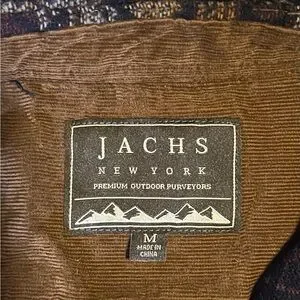 JACHS
NEW YORK
PREMIUM OUTDOOR PURVEYORS
M
MADE IN
CHINA